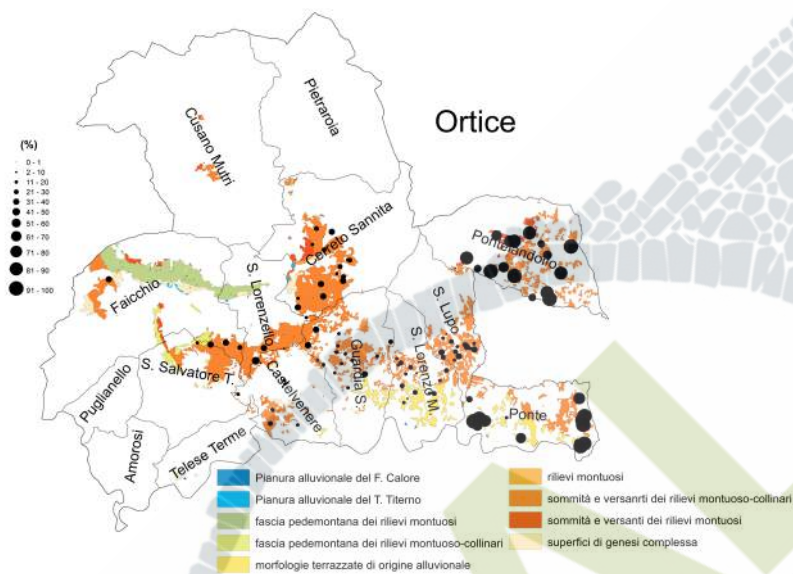 Ortice
Pietraroia
Cusano Mutri
(%)
0 - 1
2 - 10
11 - 20
21 - 30
31 - 40
41 - 50
51 - 60
61 - 70
71 - 80
81 - 90
91 - 100
Cerreto Sannita
Pontelandolfo
Faicchio
S. Lorenzello
S. Lupo
Guardia S.
S. Lorenzo M.
S. Salvatore T.
Castelvenere
Puglianello
Ponte
Amorosi
Telese Terme
Pianura alluvionale del F. Calore
Pianura alluvionale del T. Titerno
fascia pedemontana dei rilievi montuosi
fascia pedemontana dei rilievi montuoso-collinari
morfologie terrazzate di origine alluvionale
rilievi montuosi
sommità e versanrti dei rilievi montuoso-collinari
sommità e versanti dei rilievi montuosi
superfici di genesi complessa